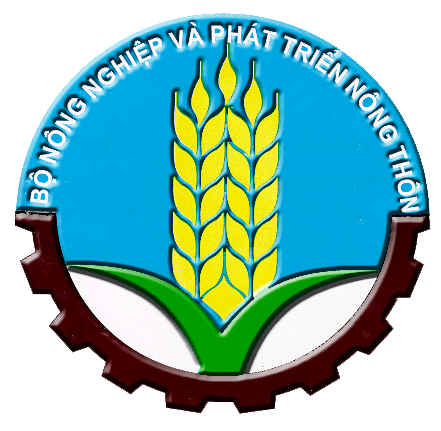 BỘ NÔNG NGHIỆP VÀ PHÁT TRIỂN NÔNG THÔN